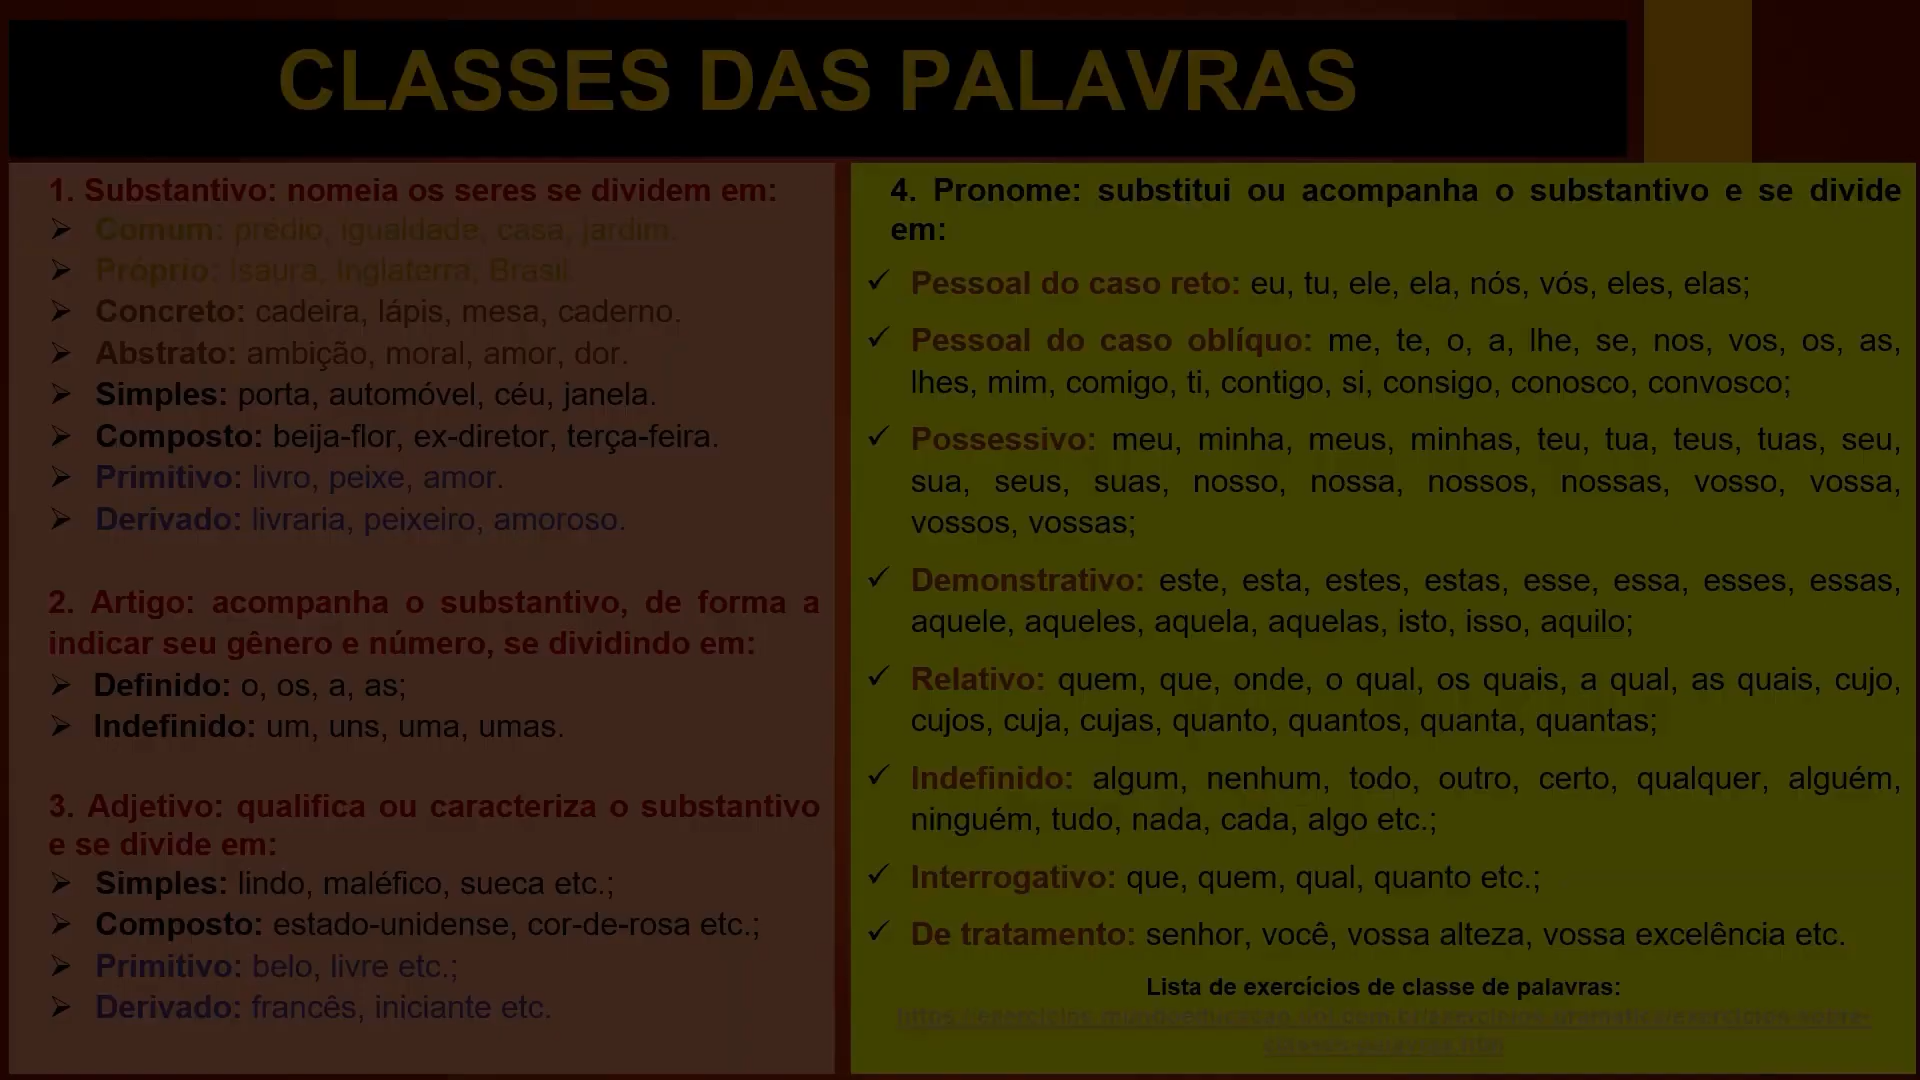 CLASSES DAS PALAVRAS
1. Substantivo: nomeia os seres se dividem em:
➢ Comum: prédio, igualdade, casa, jardim.
➢ Próprio: Isaura, Inglaterra, Brasil.
➢ Concreto: cadeira, lápis, mesa, caderno.
➢ Abstrato: ambição, moral, amor, dor.
➢ Simples: porta, automóvel, céu, janela.
➢ Composto: beija-flor, ex-diretor, terça-feira.
➢ Primitivo: livro, peixe, amor.
➢ Derivado: livraria, peixeiro, amoroso.
2. Artigo: acompanha o substantivo, de forma a
indicar seu gênero e número, se dividindo em:
➢ Definido: o, os, a, as;
➢ Indefinido: um, uns, uma, umas.
3. Adjetivo: qualifica ou caracteriza o substantivo
e se divide em:
➢ Simples: lindo, maléfico, sueca etc.;
➢ Composto: estado-unidense, cor-de-rosa etc.;
➢ Primitivo: belo, livre etc.;
➢ Derivado: francês, iniciante etc.
4. Pronome: substitui ou acompanha o substantivo e se divide
em:
✓ Pessoal do caso reto: eu, tu, ele, ela, nós, vós, eles, elas;
✓ Pessoal do caso oblíquo: me, te, o, a, lhe, se, nos, vos, os, as,
lhes, mim, comigo, ti, contigo, si, consigo, conosco, convosco;
✓ Possessivo: meu, minha, meus, minhas, teu, tua, teus, tuas, seu,
sua, seus, suas, nosso, nossa, nossos, nossas, vosso, vossa,
vossos, vossas;
✓ Demonstrativo: este, esta, estes, estas, esse, essa, esses, essas,
aquele, aqueles, aquela, aquelas, isto, isso, aquilo;
✓ Relativo: quem, que, onde, o qual, os quais, a qual, as quais, cujo,
cujos, cuja, cujas, quanto, quantos, quanta, quantas;
✓ Indefinido: algum, nenhum, todo, outro, certo, qualquer, alguém,
ninguém, tudo, nada, cada, algo etc.;
✓ Interrogativo: que, quem, qual, quanto etc.;
✓ De tratamento: senhor, você, vossa alteza, vossa excelência etc.
Lista de exercícios de classe de palavras: